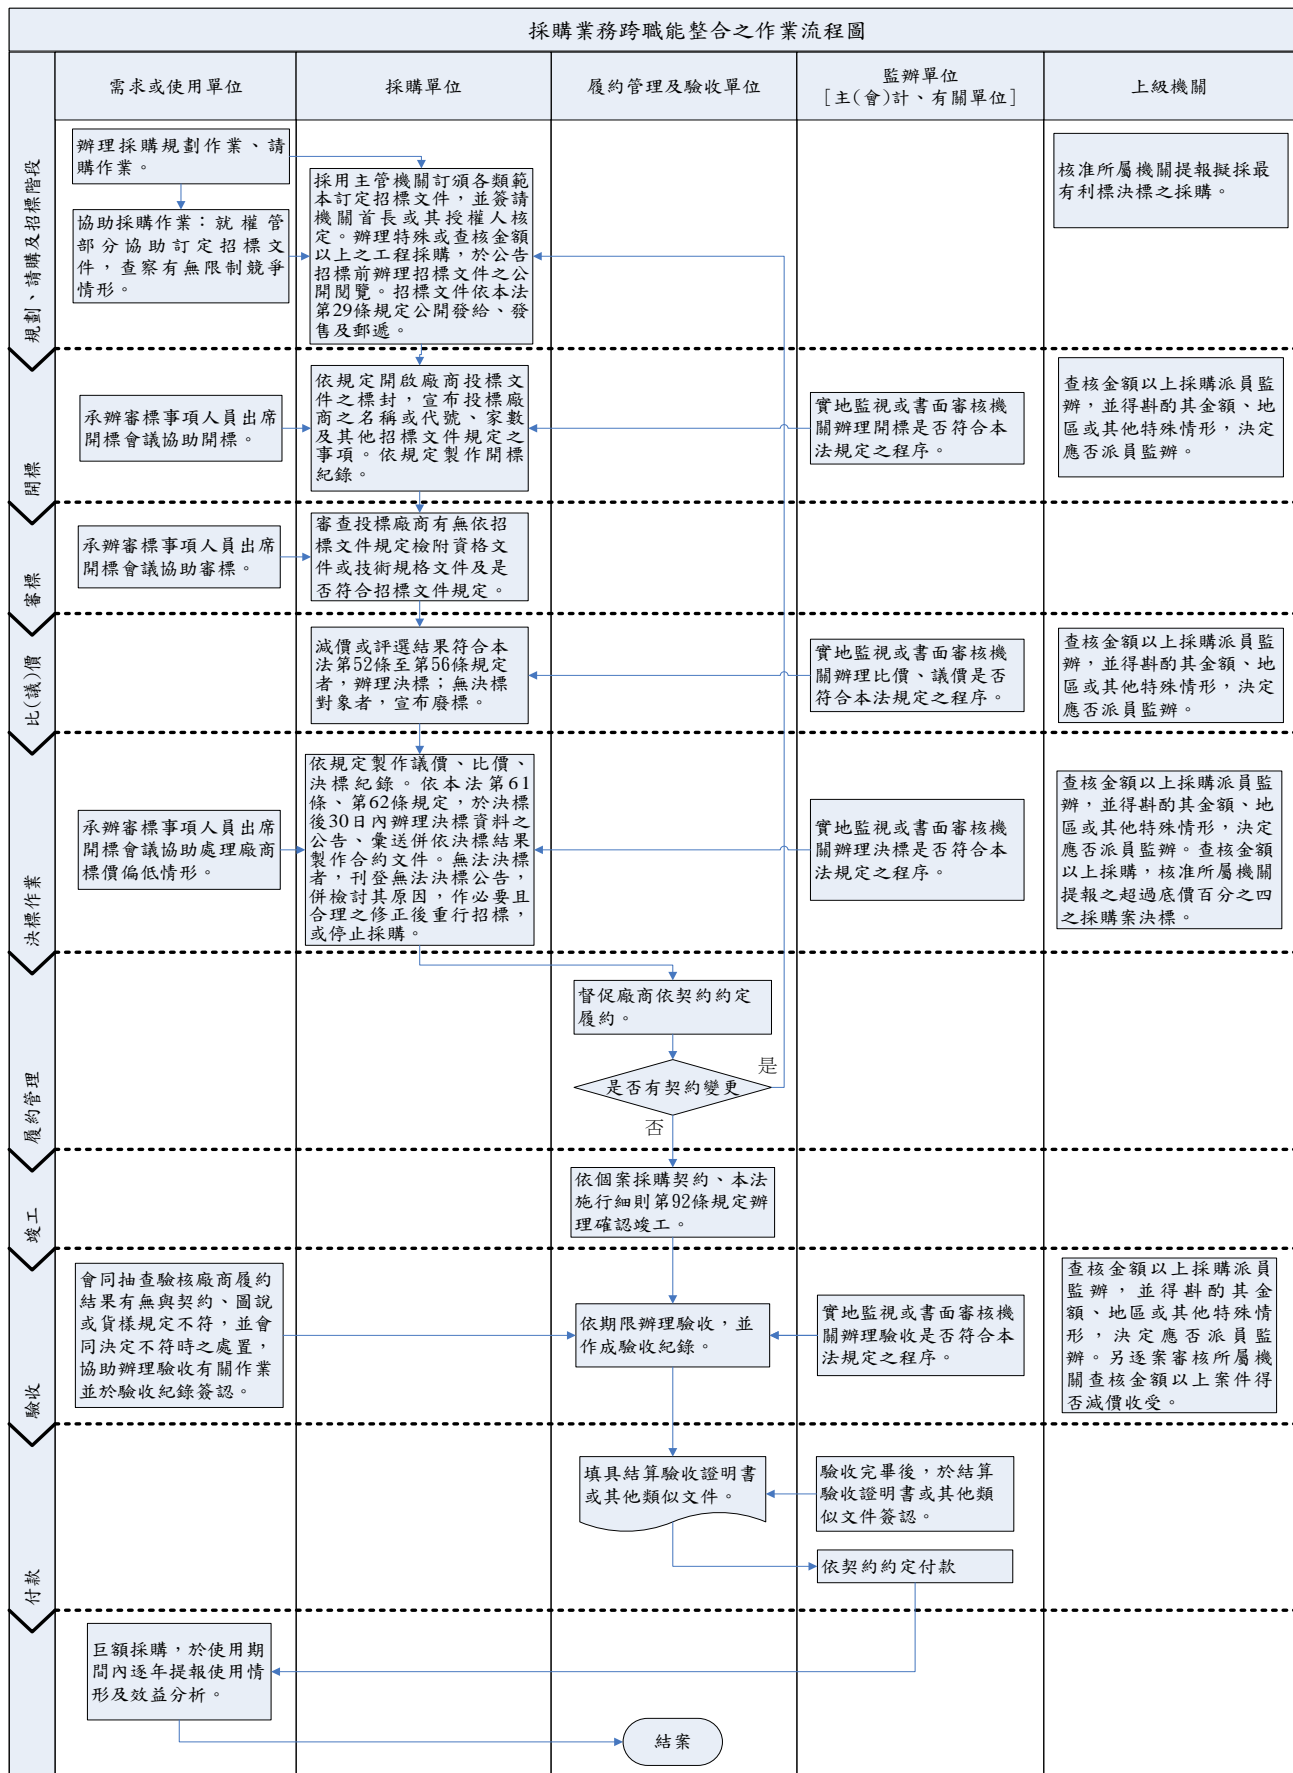 採購業務跨職能整合之作業流程圖
需求或使用單位
採購單位
履約管理及驗收單位
監辦單位
[主(會)計、有關單位]
上級機關
規劃、請購及招標階段
辦理採購規劃作業、請
購作業。
協助採購作業：就權管
部分協助訂定招標文
件，查察有無限制競爭
情形。
採用主管機關訂頒各類範
本訂定招標文件，並簽請
機關首長或其授權人核
定。辦理特殊或查核金額
以上之工程採購，於公告
招標前辦理招標文件之公
開閱覽。招標文件依本法
第29條規定公開發給、發
售及郵遞。
核准所屬機關提報擬採最
有利標決標之採購。
開標
承辦審標事項人員出席
開標會議協助開標。
依規定開啟廠商投標文
件之標封，宣布投標廠
商之名稱或代號、家數
及其他招標文件規定之
事項。依規定製作開標
紀錄。
實地監視或書面審核機
關辦理開標是否符合本
法規定之程序。
查核金額以上採購派員監
辦，並得斟酌其金額、地
區或其他特殊情形，決定
應否派員監辦。
審標
承辦審標事項人員出席
開標會議協助審標。
審查投標廠商有無依招
標文件規定檢附資格文
件或技術規格文件及是
否符合招標文件規定。
比(議)價
減價或評選結果符合本
法第52條至第56條規定
者，辦理決標；無決標
對象者，宣布廢標。
實地監視或書面審核機
關辦理比價、議價是否
符合本法規定之程序。
查核金額以上採購派員監
辦，並得斟酌其金額、地
區或其他特殊情形，決定
應否派員監辦。
決標作業
承辦審標事項人員出席
開標會議協助處理廠商
標價偏低情形。
依規定製作議價、比價、
決標紀錄。依本法第61
條、第62條規定，於決標
後30日內辦理決標資料之
公告、彙送併依決標結果
製作合約文件。無法決標
者，刊登無法決標公告，
併檢討其原因，作必要且
合理之修正後重行招標，
或停止採購。
實地監視或書面審核機
關辦理決標是否符合本
法規定之程序。
查核金額以上採購派員監
辦，並得斟酌其金額、地
區或其他特殊情形，決定
應否派員監辦。查核金額
以上採購，核准所屬機關
提報之超過底價百分之四
之採購案決標。
履約管理
督促廠商依契約約定
履約。
是否有契約變更
是
否
竣工
依個案採購契約、本法
施行細則第92條規定辦
理確認竣工。
驗收
會同抽查驗核廠商履約
結果有無與契約、圖說
或貨樣規定不符，並會
同決定不符時之處置，
協助辦理驗收有關作業
並於驗收紀錄簽認。
依期限辦理驗收，並
作成驗收紀錄。
實地監視或書面審核機
關辦理驗收是否符合本
法規定之程序。
查核金額以上採購派員
監辦，並得斟酌其金
額、地區或其他特殊情
形，決定應否派員監
辦。另逐案審核所屬機
關查核金額以上案件得
否減價收受。
付款
填具結算驗收證明書
或其他類似文件。
驗收完畢後，於結算
驗收證明書或其他類
似文件簽認。
依契約約定付款
巨額採購，於使用期
間內逐年提報使用情
形及效益分析。
結案